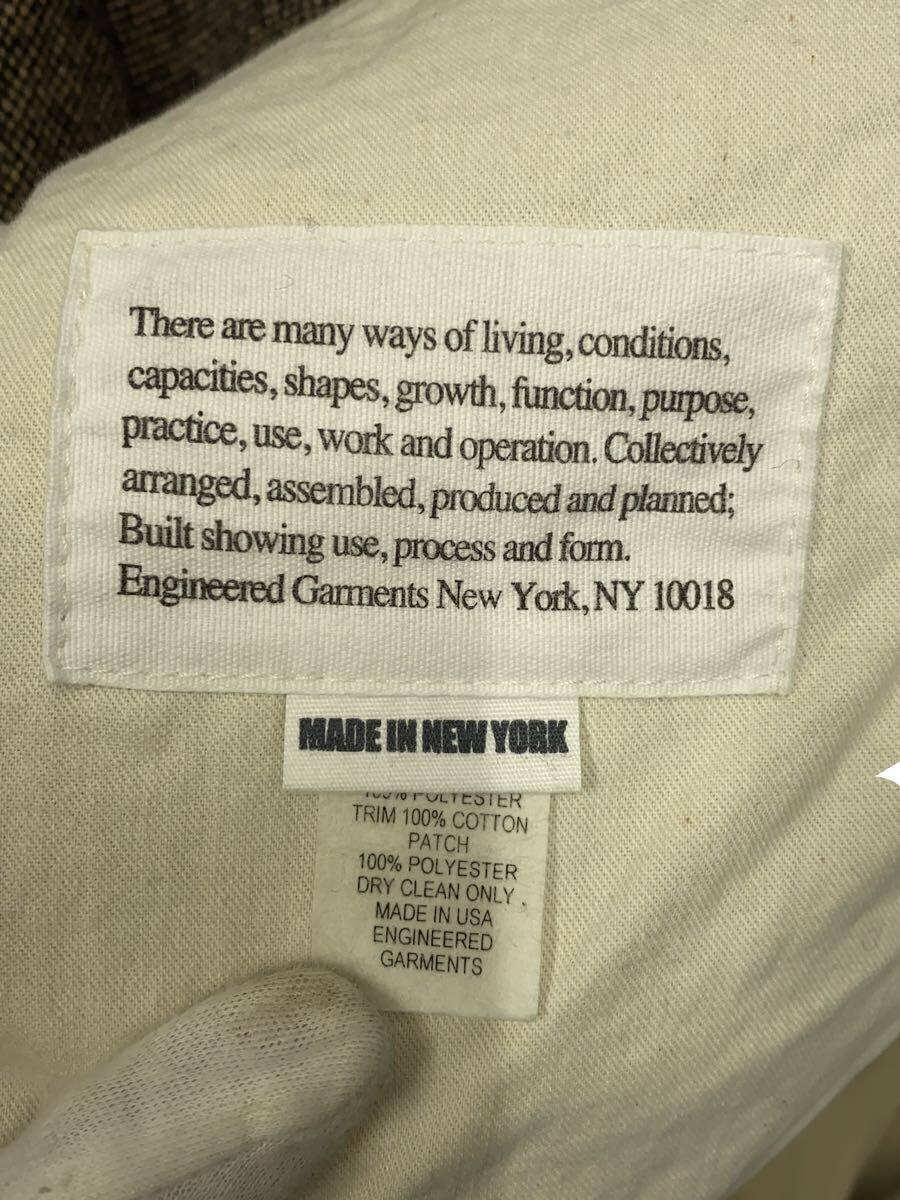 There are many ways of living, conditions,
capacities, shapes, growth, function, purpose,
practice, use, work and operation. Collectively
arranged, assembled, produced and planned;
Built showing use, process and form.
Engineered Garments New York, NY 10018
MADE IN NEW YORK
100% POLYESTER
TRIM 100% COTTON
PATCH
100% POLYESTER
DRY CLEAN ONLY .
MADE IN USA
ENGINEERED
GARMENTS